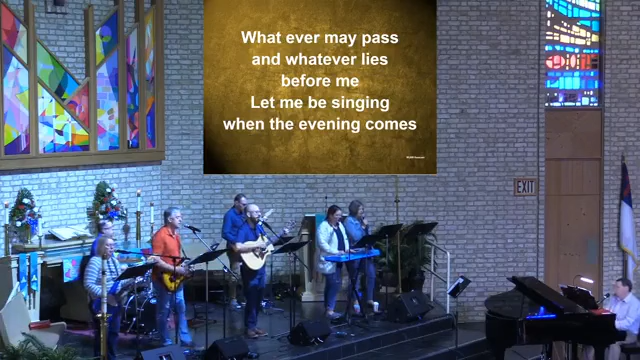 What ever may pass
and whatever lies
before me
Let me be singing
when the evening comes
EXIT